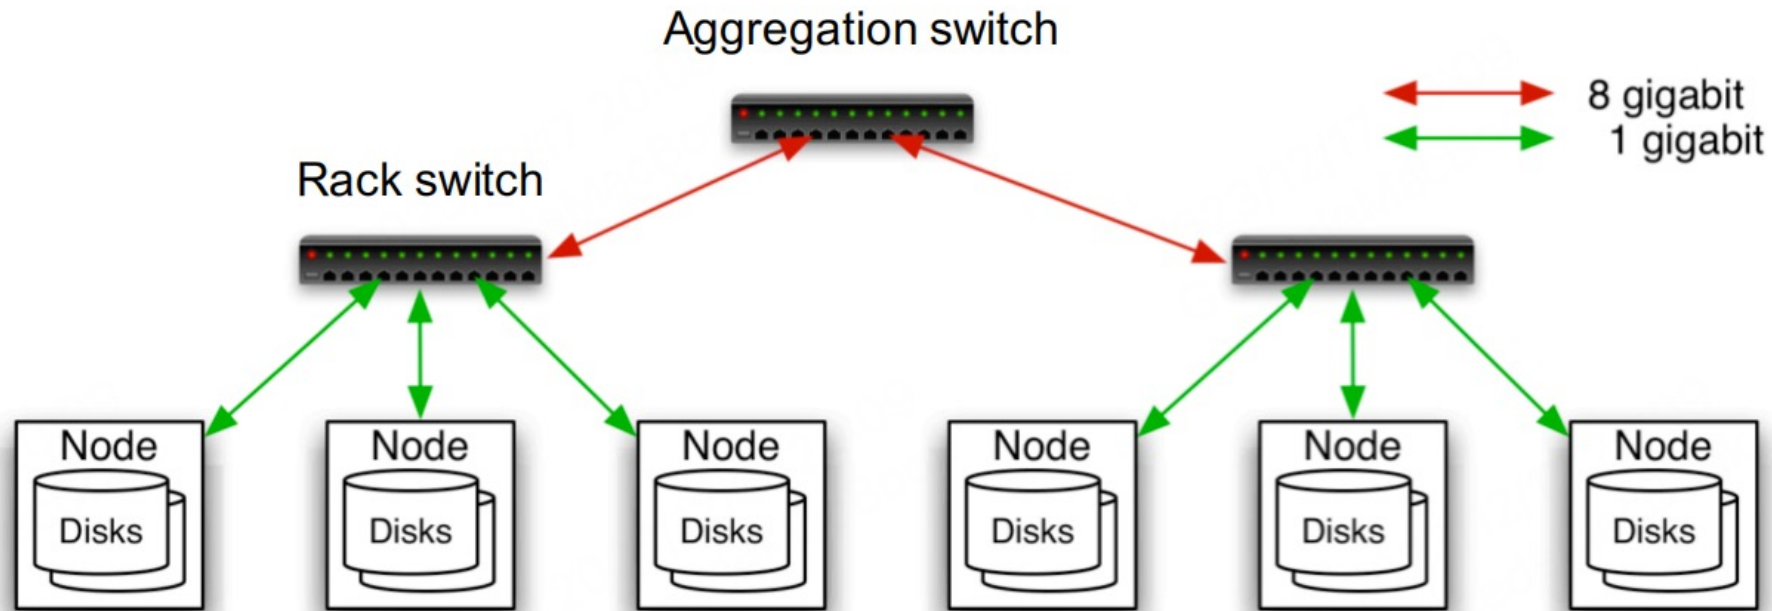 Aggregation switch
8 gigabit
1 gigabit
Rack switch
Node
Node
Node
Node
Node
Node
Disks
Disks
Disks
Disks
Disks
Disks